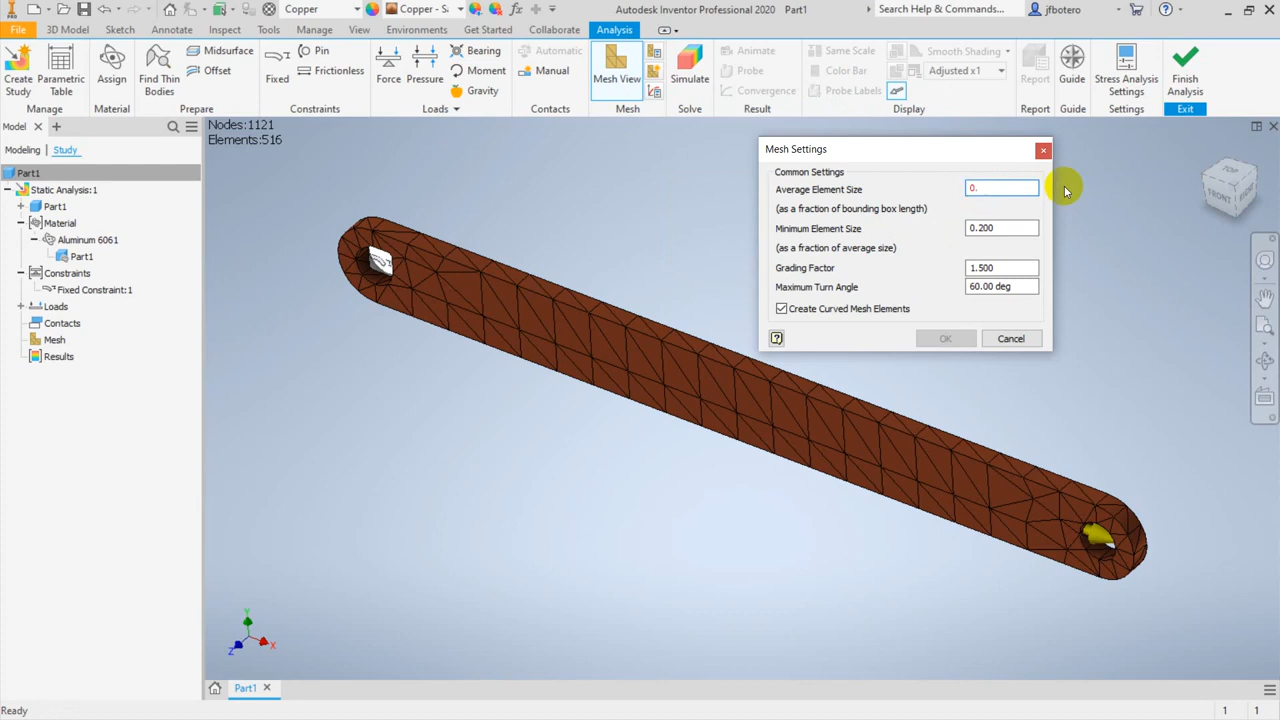 I PRO
Copper
Copper - S
fx
Autodesk Inventor Professional 2020 Part1
Search Help & Commands...
jfbotero
File
3D Model
Sketch
Annotate
Inspect
Tools
Manage
View
Environments
Get Started
Collaborate
Analysis
Create Study
Parametric Table
Manage
Assign
Material
Find Thin Bodies
Midsurface
Offset
Prepare
Fixed
Pin
Frictionless
Constraints
Force
Pressure
Bearing
Moment
Gravity
Loads
Automatic
Manual
Contacts
Mesh View
Mesh
Simulate
Solve
Animate
Probe
Convergence
Result
Same Scale
Color Bar
Probe Labels
Smooth Shading
Adjusted x1
Display
Report
Report
Guide
Guide
Stress Analysis Settings
Settings
Finish Analysis
Exit
Model
Modeling
Study
Part1
Static Analysis:1
Part1
Material
Aluminum 6061
Part1
Constraints
Fixed Constraint:1
Loads
Contacts
Mesh
Results
Nodes:1121
Elements:516
Mesh Settings
Common Settings
Average Element Size 0.
(as a fraction of bounding box length)
Minimum Element Size 0.200
(as a fraction of average size)
Grading Factor 1.500
Maximum Turn Angle 60.00 deg
Create Curved Mesh Elements
?
OK
Cancel
TOP
FRONT
RIGHT
Y
X
Z
Part1
Ready
1 1